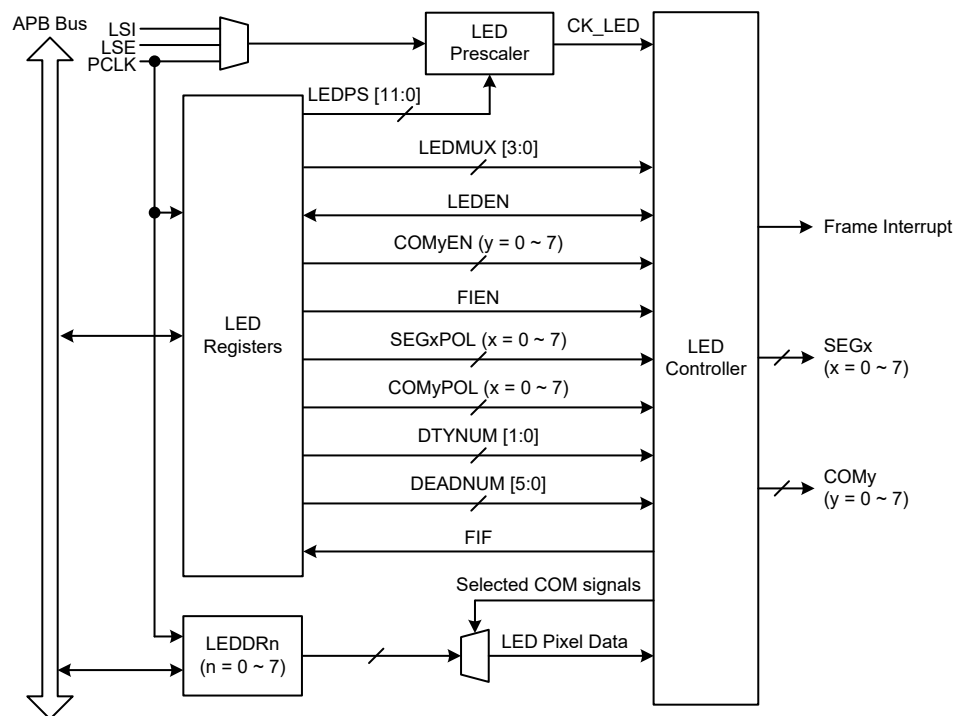 APB Bus
LSI
LSE
PCLK
LED
Prescaler
CK_LED
LEDPS [11:0]
LEDMUX [3:0]
LEDEN
COMyEN (y = 0 ~ 7)
FIEN
SEGxPOL (x = 0 ~ 7)
COMyPOL (x = 0 ~ 7)
DTYNUM [1:0]
DEADNUM [5:0]
FIF
LED
Registers
LED
Controller
Frame Interrupt
SEGx
(x = 0 ~ 7)
COMy
(y = 0 ~ 7)
Selected COM signals
LEDDRn
(n = 0 ~ 7)
LED Pixel Data